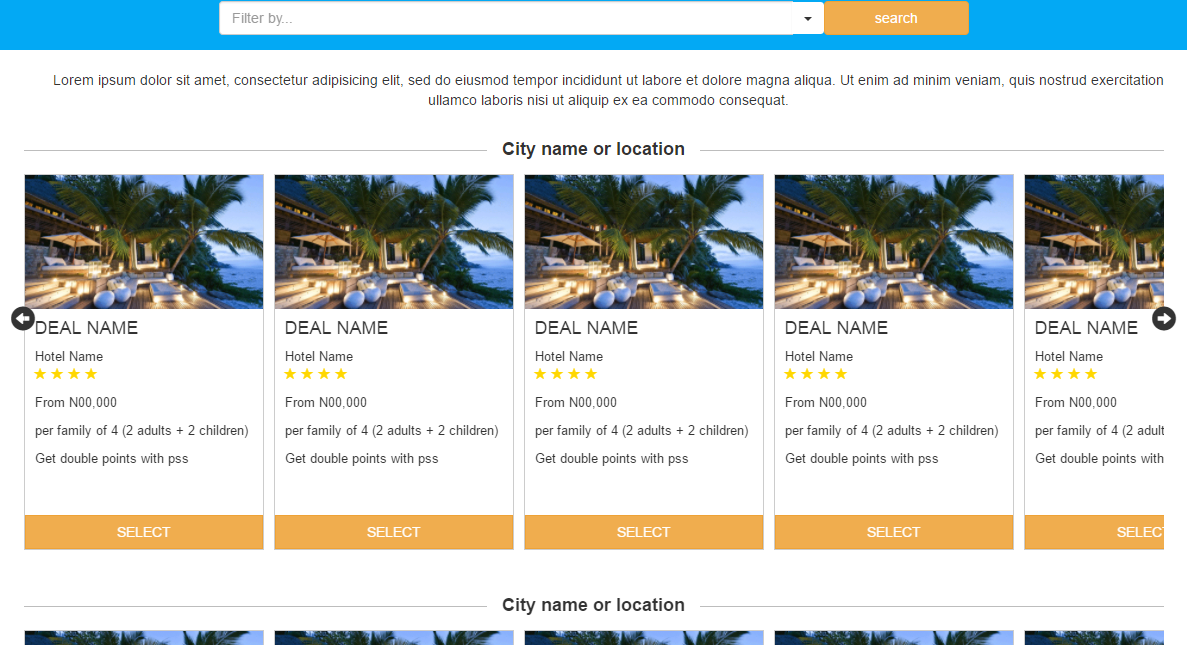 Filter by...
search
Lorem ipsum dolor sit amet, consectetur adipisicing elit, sed do eiusmod tempor incididunt ut labore et dolore magna aliqua. Ut enim ad minim veniam, quis nostrud exercitation
ullamco laboris nisi ut aliquip ex ea commodo consequat.
City name or location
DEAL NAME
Hotel Name
★★★★
From N00,000
per family of 4 (2 adults + 2 children)
Get double points with pss
SELECT
DEAL NAME
Hotel Name
★★★★
From N00,000
per family of 4 (2 adults + 2 children)
Get double points with pss
SELECT
DEAL NAME
Hotel Name
★★★★
From N00,000
per family of 4 (2 adults + 2 children)
Get double points with pss
SELECT
DEAL NAME
Hotel Name
★★★★
From N00,000
per family of 4 (2 adults + 2 children)
Get double points with pss
SELECT
DEAL NAME
Hotel Name
★★★★
From N00,000
per family of 4 (2 adult
Get double points with
SELECT
City name or location